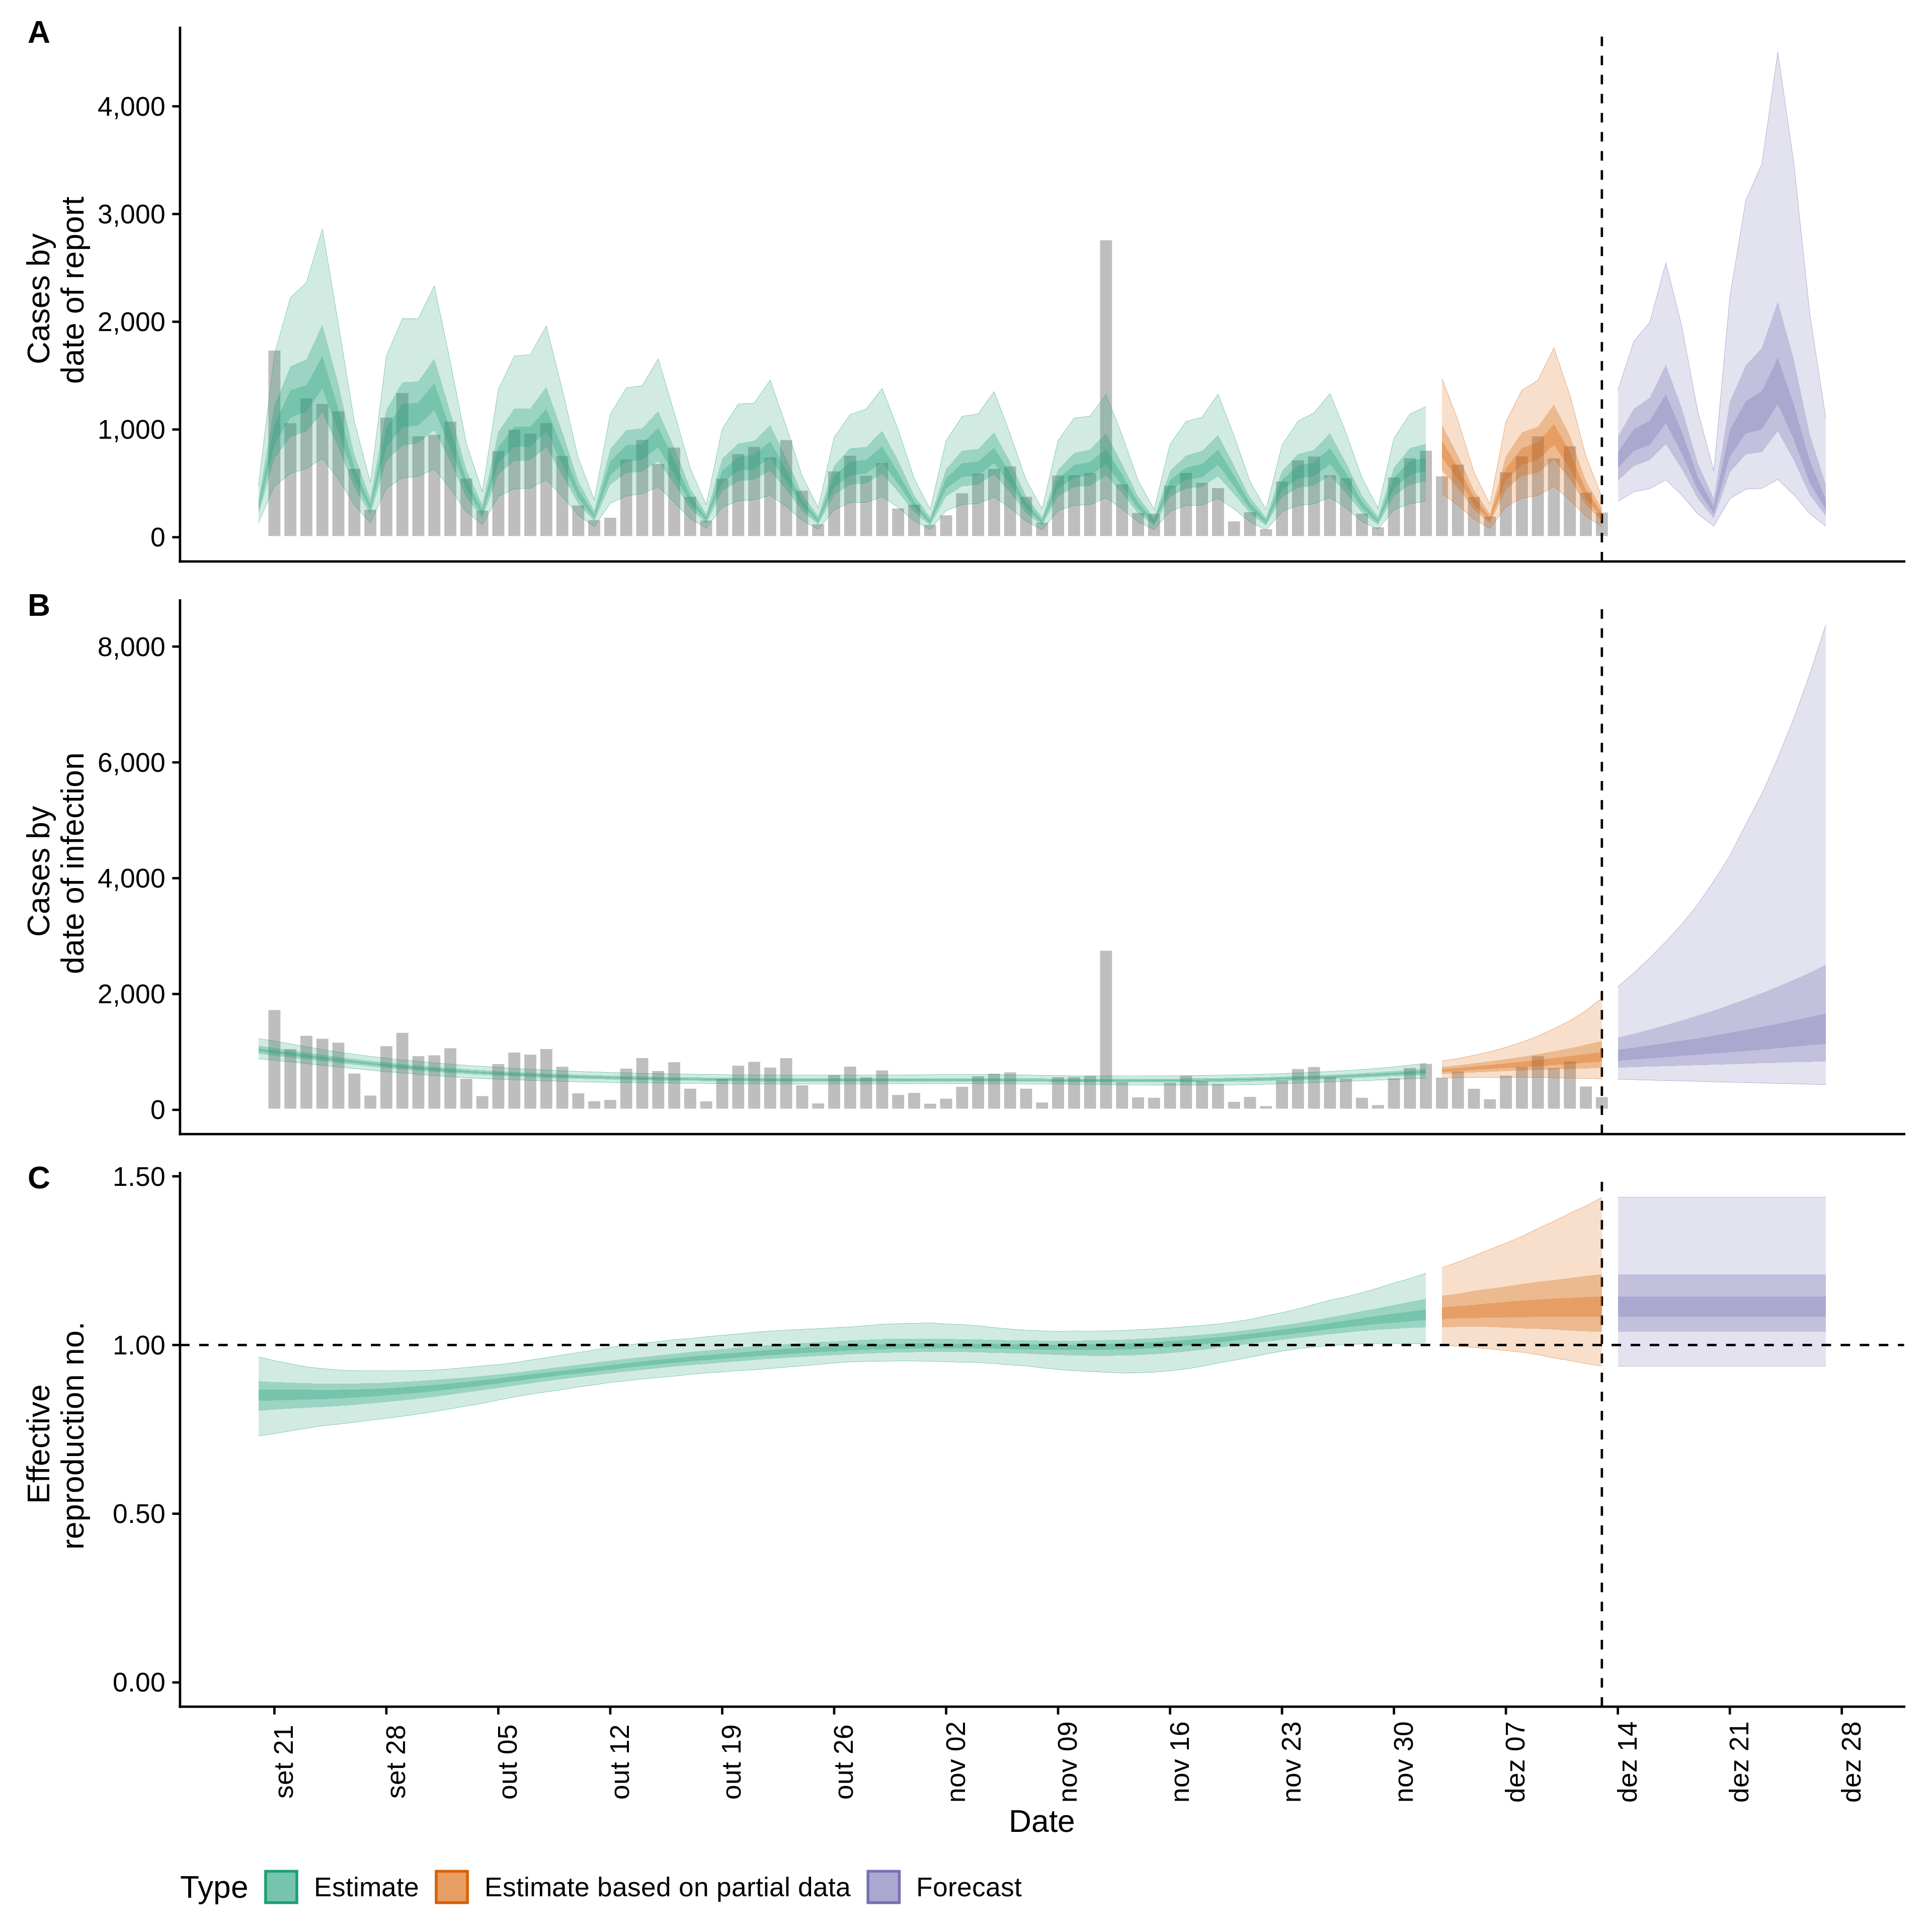 A
Cases by
date of report
4,000
3,000
2,000
1,000
0
B
Cases by
date of infection
8,000
6,000
4,000
2,000
0
C
Effective
reproduction no.
1.50
1.00
0.50
0.00
set 21
set 28
out 05
out 12
out 19
out 26
nov 02
nov 09
nov 16
nov 23
nov 30
dez 07
dez 14
dez 21
dez 28
Date
Type Estimate Estimate based on partial data Forecast